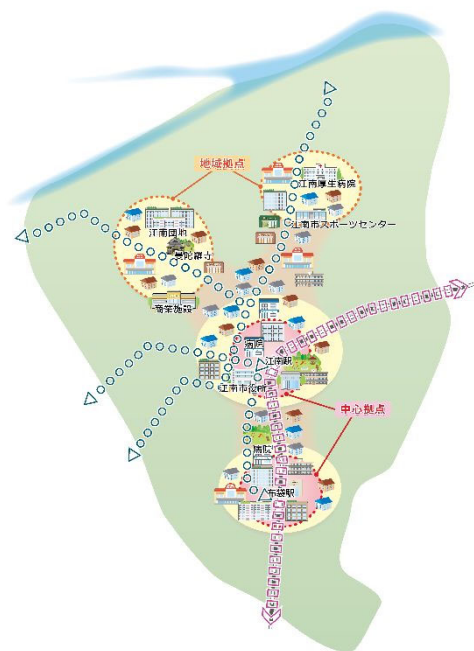 地域拠点
江南厚生病院
江南団地
江南市スポーツセンター
曼陀羅寺
商業施設
病院
江南駅
江南市役所
中心拠点
病院
布袋駅